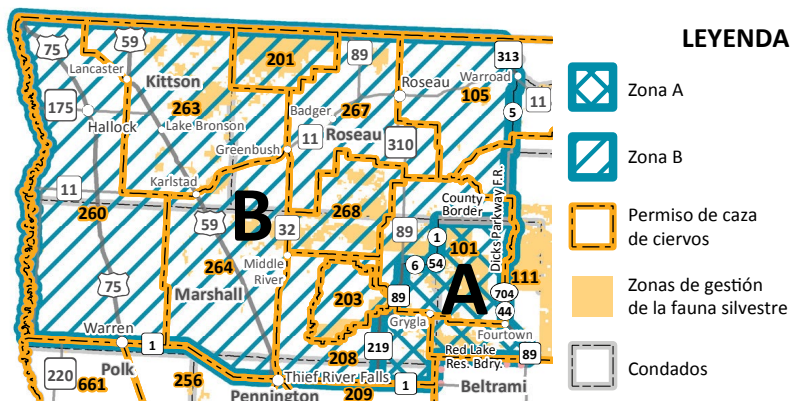 LEYENDA
Zona A
Zona B
Permiso de caza
de ciervos
Zonas de gestión
de la fauna silvestre
Condados
75
59
201
89
313
Lancaster
Kittson
Roseau
Warroad
175
263
Badger
267
105
11
5
Hallock
Lake Bronson
11
Roseau
310
Greenbush
Karlstad
11
260
59
B
32
268
89
County
Border
Dicks Parkway F.R.
1
101
6
54
264
Middle
River
A
111
75
Marshall
203
89
704
44
Grygla
Fourtown
Warren
1
208
219
Red Lake
Res. Bdry.
89
220
Polk
661
256
Thief River Falls
1
Beltrami
Pennington
209